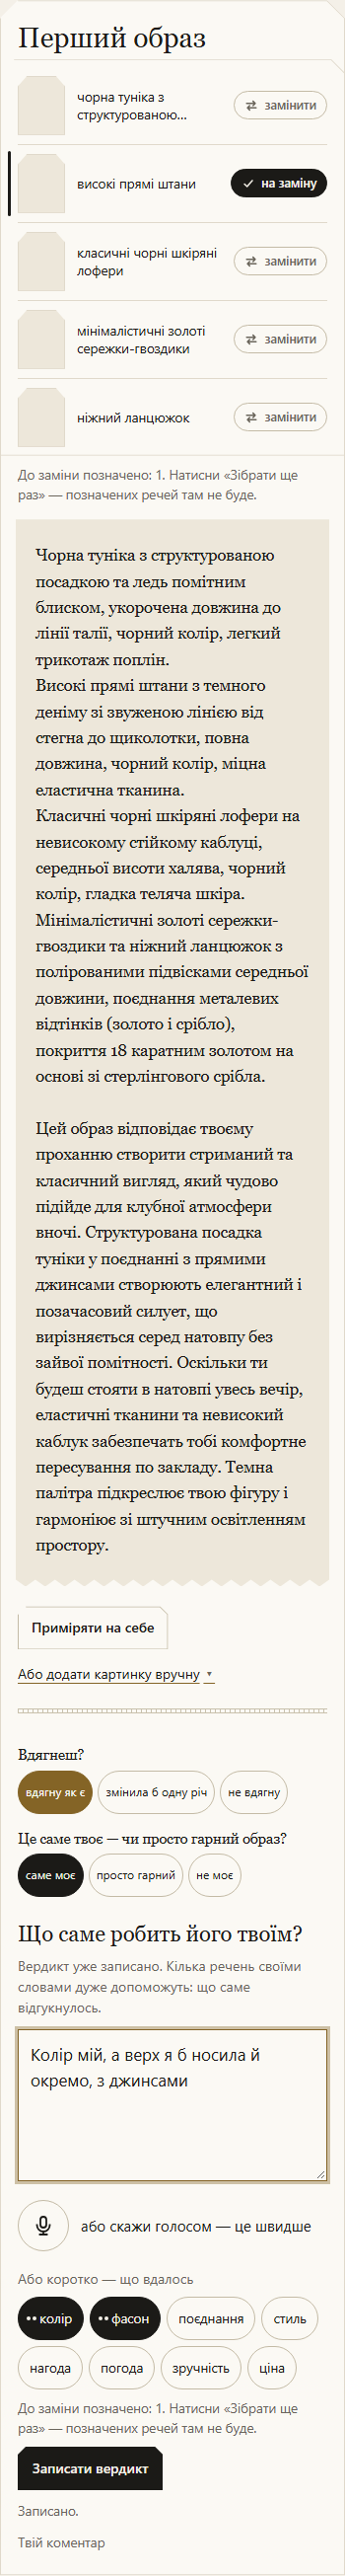 Перший образ
чорна туніка з
структурованою...
замінити
високі прямі штани
на заміну
класичні чорні шкіряні
лофери
замінити
мінімалістичні золоті
сережки-гвоздики
замінити
ніжний ланцюжок
замінити
До заміни позначено: 1. Натисни «Зібрати ще
раз» — позначених речей там не буде.
Чорна туніка з структурованою
посадкою та ледь помітним
блиском, укорочена довжина до
лінії талії, чорний колір, легкий
трикотаж поплін.
Високі прямі штани з темного
деніму зі звуженою лінією від
стегна до щиколотки, повна
довжина, чорний колір, міцна
еластична тканина.
Класичні чорні шкіряні лофери на
невисокому стійкому каблуці,
середньої висоти халява, чорний
колір, гладка теляча шкіра.
Мінімалістичні золоті сережки-
гвоздики та ніжний ланцюжок з
полірованими підвісками середньої
довжини, поєднання металевих
відтінків (золото і срібло),
покриття 18 каратним золотом на
основі зі стерлінгового срібла.
Цей образ відповідає твоєму
проханню створити стриманий та
класичний вигляд, який чудово
підійде для клубної атмосфери
вночі. Структурована посадка
туніки у поєднанні з прямими
джинсами створюють елегантний і
позачасовий силует, що
вирізняється серед натовпу без
зайвої помітності. Оскільки ти
будеш стояти в натовпі увесь вечір,
еластичні тканини та невисокий
каблук забезпечать тобі комфортне
пересування по закладу. Темна
палітра підкреслює твою фігуру і
гармоніює зі штучним освітленням
простору.
Приміряти на себе
Або додати картинку вручну
Вдягнеш?
вдягну як є
змінила б одну річ
не вдягну
Це саме твоє — чи просто гарний образ?
саме моє
просто гарний
не моє
Що саме робить його твоїм?
Вердикт уже записано. Кілька речень своїми
словами дуже допоможуть: що саме
відгукнулось.
Колір мій, а верх я б носила й
окремо, з джинсами
або скажи голосом — це швидше
Або коротко — що вдалось
колір
фасон
поєднання
стиль
нагода
погода
зручність
ціна
До заміни позначено: 1. Натисни «Зібрати ще
раз» — позначених речей там не буде.
Записати вердикт
Записано.
Твій коментар